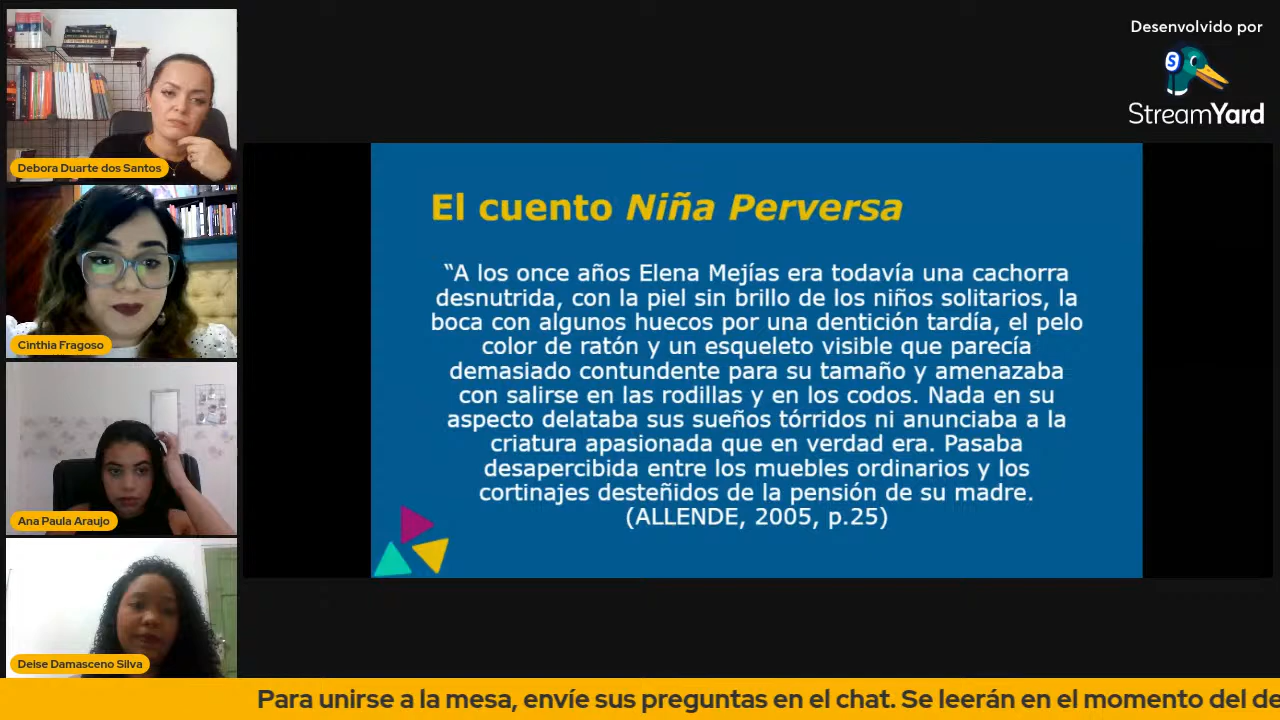 Desenvolvido por
StreamYard
Debora Duarte dos Santos
Cinthia Fragoso
Ana Paula Araujo
Deise Damasceno Silva
El cuento Niña Perversa
“A los once años Elena Mejías era todavía una cachorra
desnutrida, con la piel sin brillo de los niños solitarios, la
boca con algunos huecos por una dentición tardía, el pelo
color de ratón y un esqueleto visible que parecía
demasiado contundente para su tamaño y amenazaba
con salirse en las rodillas y en los codos. Nada en su
aspecto delataba sus sueños tórridos ni anunciaba a la
criatura apasionada que en verdad era. Pasaba
desapercibida entre los muebles ordinarios y los
cortinajes desteñidos de la pensión de su madre.
(ALLENDE, 2005, p.25)
Para unirse a la mesa, envíe sus preguntas en el chat. Se leerán en el momento del de